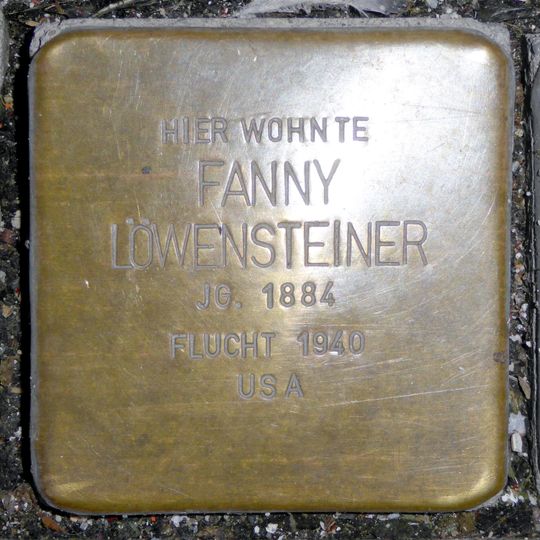 HIER WOHNTE
FANNY
LÖWENSTEINER
JG. 1884
FLUCHT 1940
USA